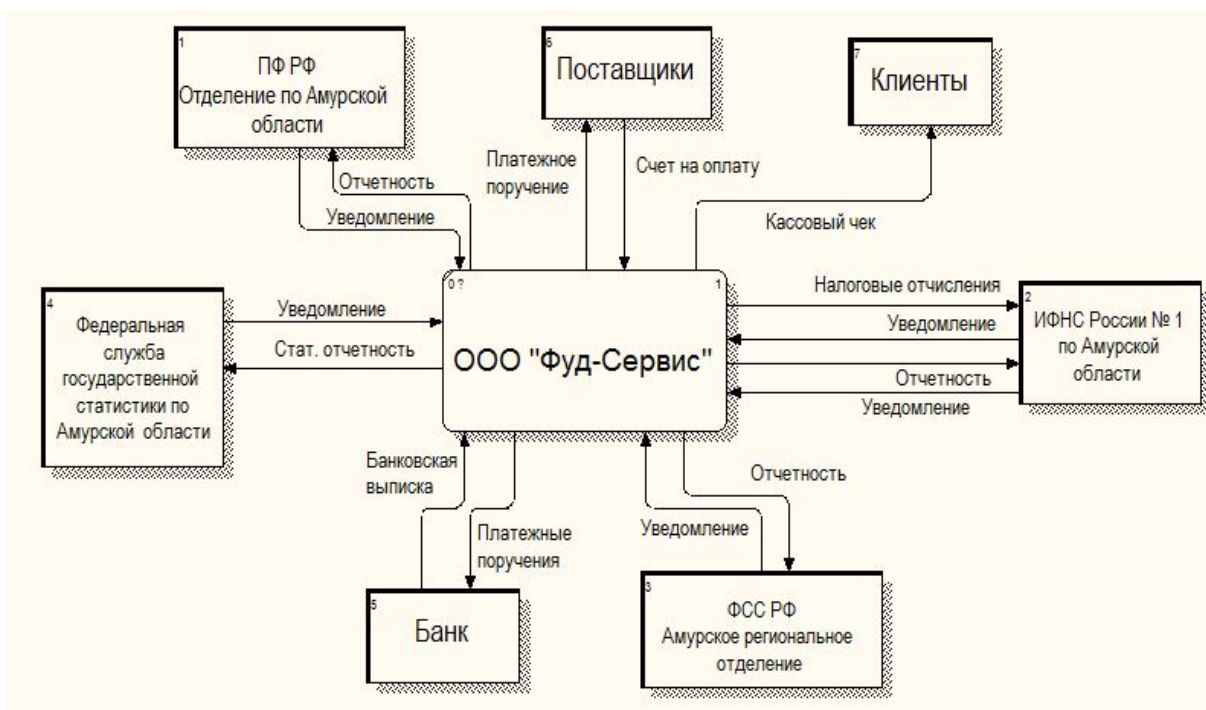 1
ПФ РФ
Отделение по Амурской
области
6
Поставщики
7
Клиенты
Отчетность
Уведомление
Платежное
поручение
Счет на оплату
Кассовый чек
4
Федеральная
служба
государственной
статистики по
Амурской области
Уведомление
Стат. отчетность
0 ?
1
ООО "Фуд-Сервис"
Налоговые отчисления
Уведомление
Отчетность
Уведомление
2
ИФНС России № 1
по Амурской
области
Банковская
выписка
Платежные
поручения
Уведомление
Отчетность
5
Банк
3
ФСС РФ
Амурское региональное
отделение